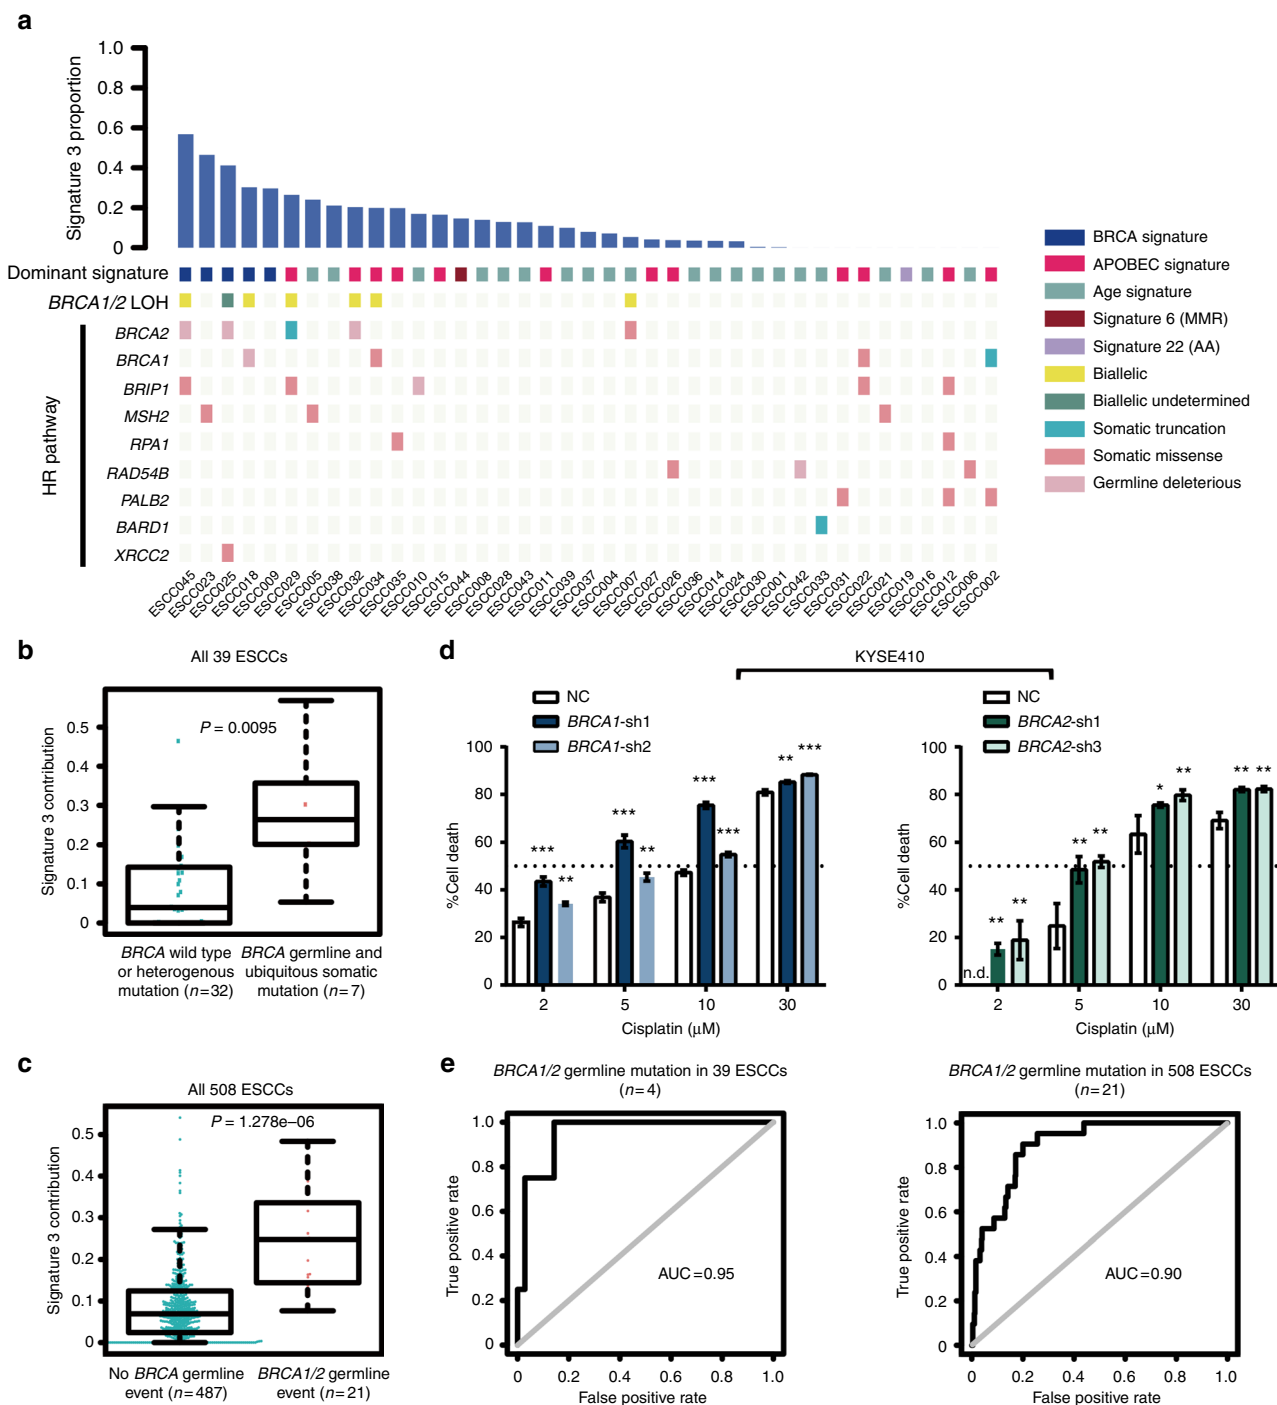 a
1.0
0.8
0.6
0.4
0.2
0
Signature 3 proportion
Dominant signature
BRCA1/2 LOH
BRCA2
BRCA1
BRIP1
MSH2
RPA1
RAD54B
PALB2
BARD1
XRCC2
HR pathway
ESCC045
ESCC023
ESCC025
ESCC018
ESCC009
ESCC029
ESCC005
ESCC038
ESCC032
ESCC034
ESCC035
ESCC010
ESCC015
ESCC044
ESCC008
ESCC028
ESCC043
ESCC011
ESCC039
ESCC037
ESCC004
ESCC007
ESCC027
ESCC026
ESCC036
ESCC014
ESCC024
ESCC030
ESCC001
ESCC042
ESCC033
ESCC031
ESCC022
ESCC021
ESCC019
ESCC016
ESCC012
ESCC006
ESCC002
BRCA signature
APOBEC signature
Age signature
Signature 6 (MMR)
Signature 22 (AA)
Biallelic
Biallelic undetermined
Somatic truncation
Somatic missense
Germline deleterious
b
All 39 ESCCs
P = 0.0095
0.5
0.4
0.3
0.2
0.1
0
Signature 3 contribution
BRCA wild type
or heterogenous
mutation (n=32)
BRCA germline and
ubiquitous somatic
mutation (n=7)
d
KYSE410
NC
BRCA1-sh1
BRCA1-sh2
100
80
60
40
20
0
%Cell death
***
**
***
**
***
***
**
***
2
5
10
30
Cisplatin (μM)
NC
BRCA2-sh1
BRCA2-sh3
100
80
60
40
20
0
%Cell death
n.d.
**
**
**
**
*
**
**
**
2
5
10
30
Cisplatin (μM)
c
All 508 ESCCs
P = 1.278e–06
0.5
0.4
0.3
0.2
0.1
0
Signature 3 contribution
No BRCA germline
event (n=487)
BRCA1/2 germline
event (n=21)
e
BRCA1/2 germline mutation in 39 ESCCs
(n=4)
1.0
0.8
0.6
0.4
0.2
0
True positive rate
AUC=0.95
0
0.2
0.4
0.6
0.8
1.0
False positive rate
BRCA1/2 germline mutation in 508 ESCCs
(n=21)
1.0
0.8
0.6
0.4
0.2
0
True positive rate
AUC=0.90
0
0.2
0.4
0.6
0.8
1.0
False positive rate